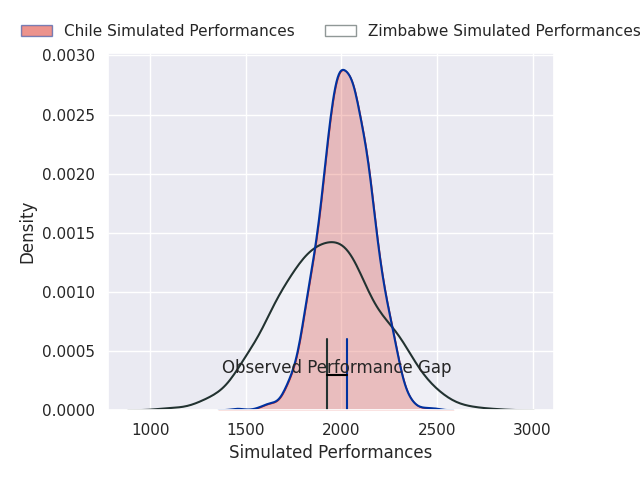 Chile Simulated Performances
Zimbabwe Simulated Performances
0.0030
0.0025
0.0020
0.0015
0.0010
0.0005
0.0000
Density
Observed Performance Gap
1000 1500 2000 2500 3000
Simulated Performances